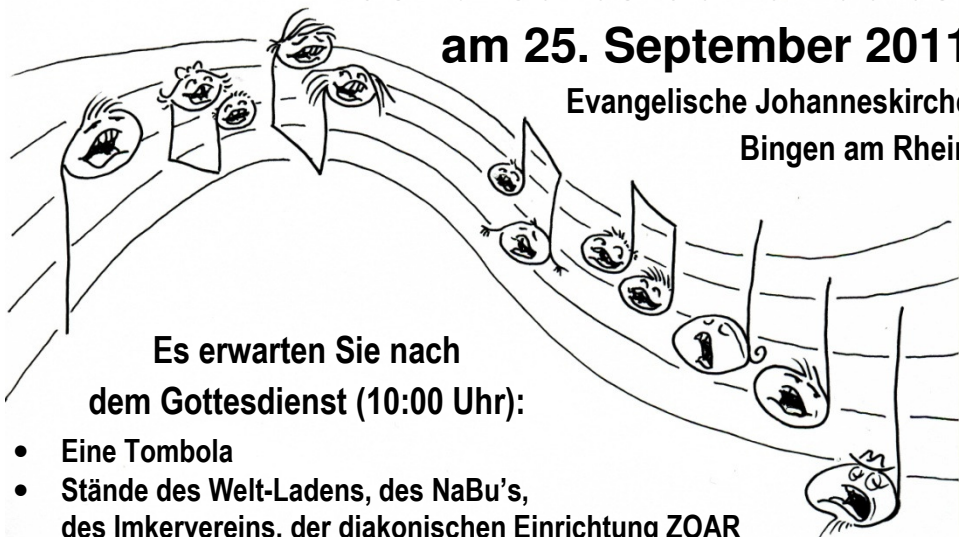 am 25. September 2011
Evangelische Johanneskirche
Bingen am Rhein
Es erwarten Sie nach
dem Gottesdienst (10:00 Uhr):
• Eine Tombola
• Stände des Welt-Ladens, des NaBu's,
des Imkervereins, der diakonischen Einrichtung ZOAR